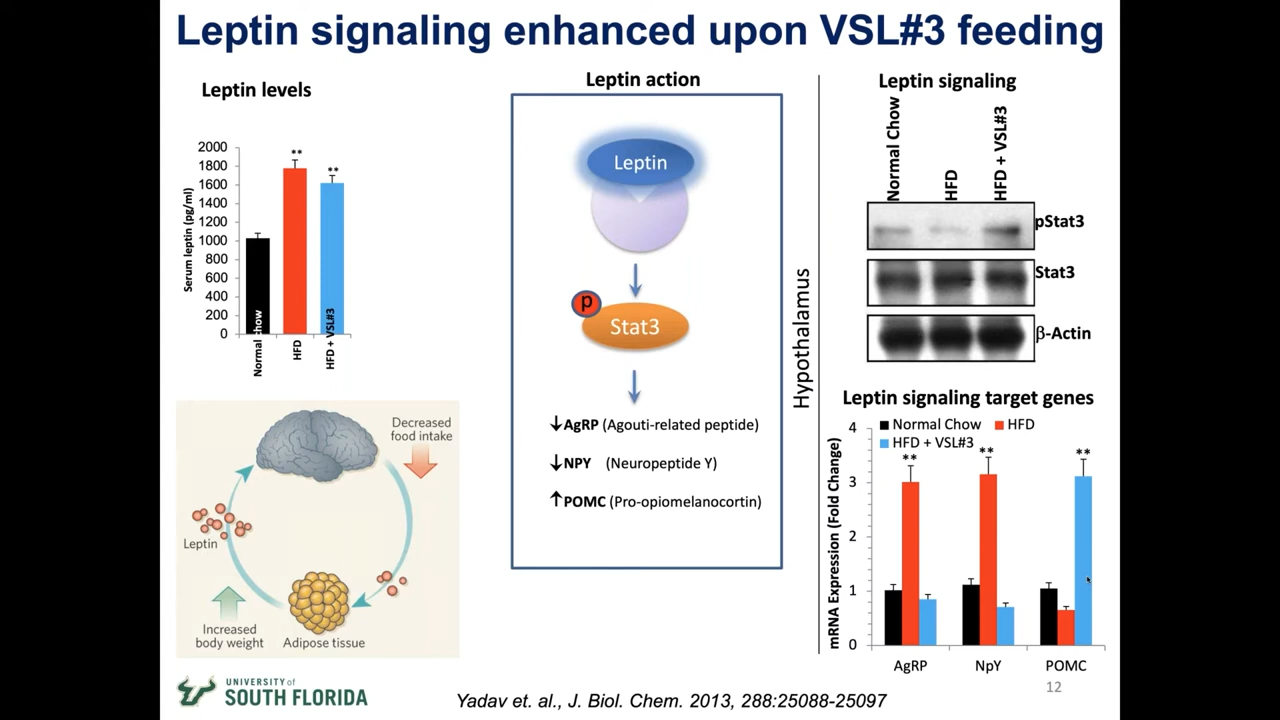 Leptin signaling enhanced upon VSL#3 feeding
Leptin levels
2000
1800
1600
1400
1200
1000
800
600
400
200
0
Serum leptin (pg/ml)
**
**
Normal chow
HFD
HFD + VSL#3
Decreased
food intake
Leptin
Increased
body weight
Adipose tissue
Leptin action
Leptin
p
Stat3
↓AgRP (Agouti-related peptide)
↓NPY (Neuropeptide Y)
↑POMC (Pro-opiomelanocortin)
Hypothalamus
Leptin signaling
Normal Chow
HFD
HFD + VSL#3
pStat3
Stat3
β-Actin
Leptin signaling target genes
Normal Chow
HFD
HFD + VSL#3
mRNA Expression (Fold Change)
4
3
2
1
0
**
**
**
AgRP
NpY
POMC
12
UNIVERSITY of
SOUTH FLORIDA
Yadav et. al., J. Biol. Chem. 2013, 288:25088-25097